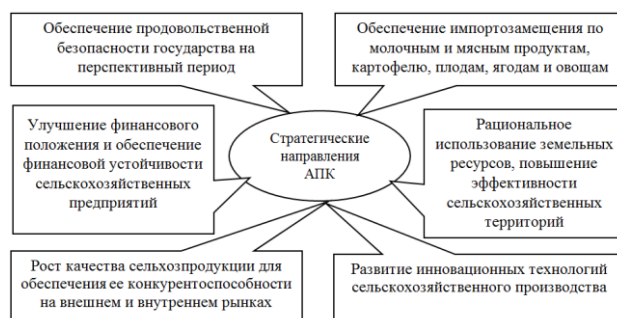 Обеспечение продовольственной
безопасности государства на
перспективный период
Обеспечение импортозамещения по
молочным и мясным продуктам,
картофелю, плодам, ягодам и овощам
Улучшение финансового
положения и обеспечение
финансовой устойчивости
сельскохозяйственных
предприятий
Стратегические
направления
АПК
Рациональное
использование земельных
ресурсов, повышение
эффективности
сельскохозяйственных
территорий
Рост качества сельхозпродукции для
обеспечения ее конкурентоспособности
на внешнем и внутреннем рынках
Развитие инновационных технологий
сельскохозяйственного производства